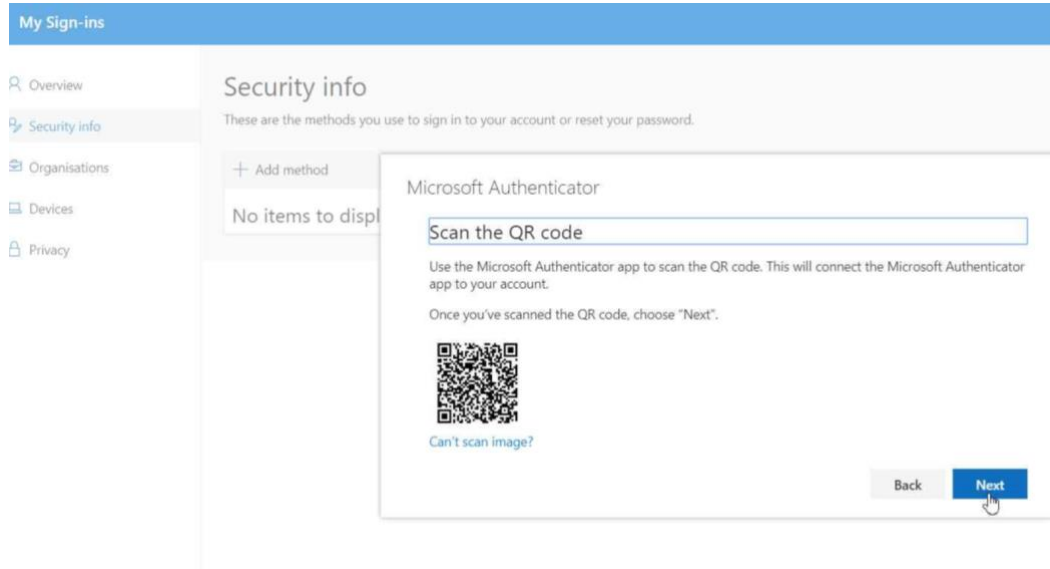 My Sign-ins
Overview
Security info
Organisations
Devices
Privacy
Security info
These are the methods you use to sign in to your account or reset your password.
+ Add method
No items to displ
Microsoft Authenticator
Scan the QR code
Use the Microsoft Authenticator app to scan the QR code. This will connect the Microsoft Authenticator
app to your account.
Once you've scanned the QR code, choose "Next".
Can't scan image?
Back
Next